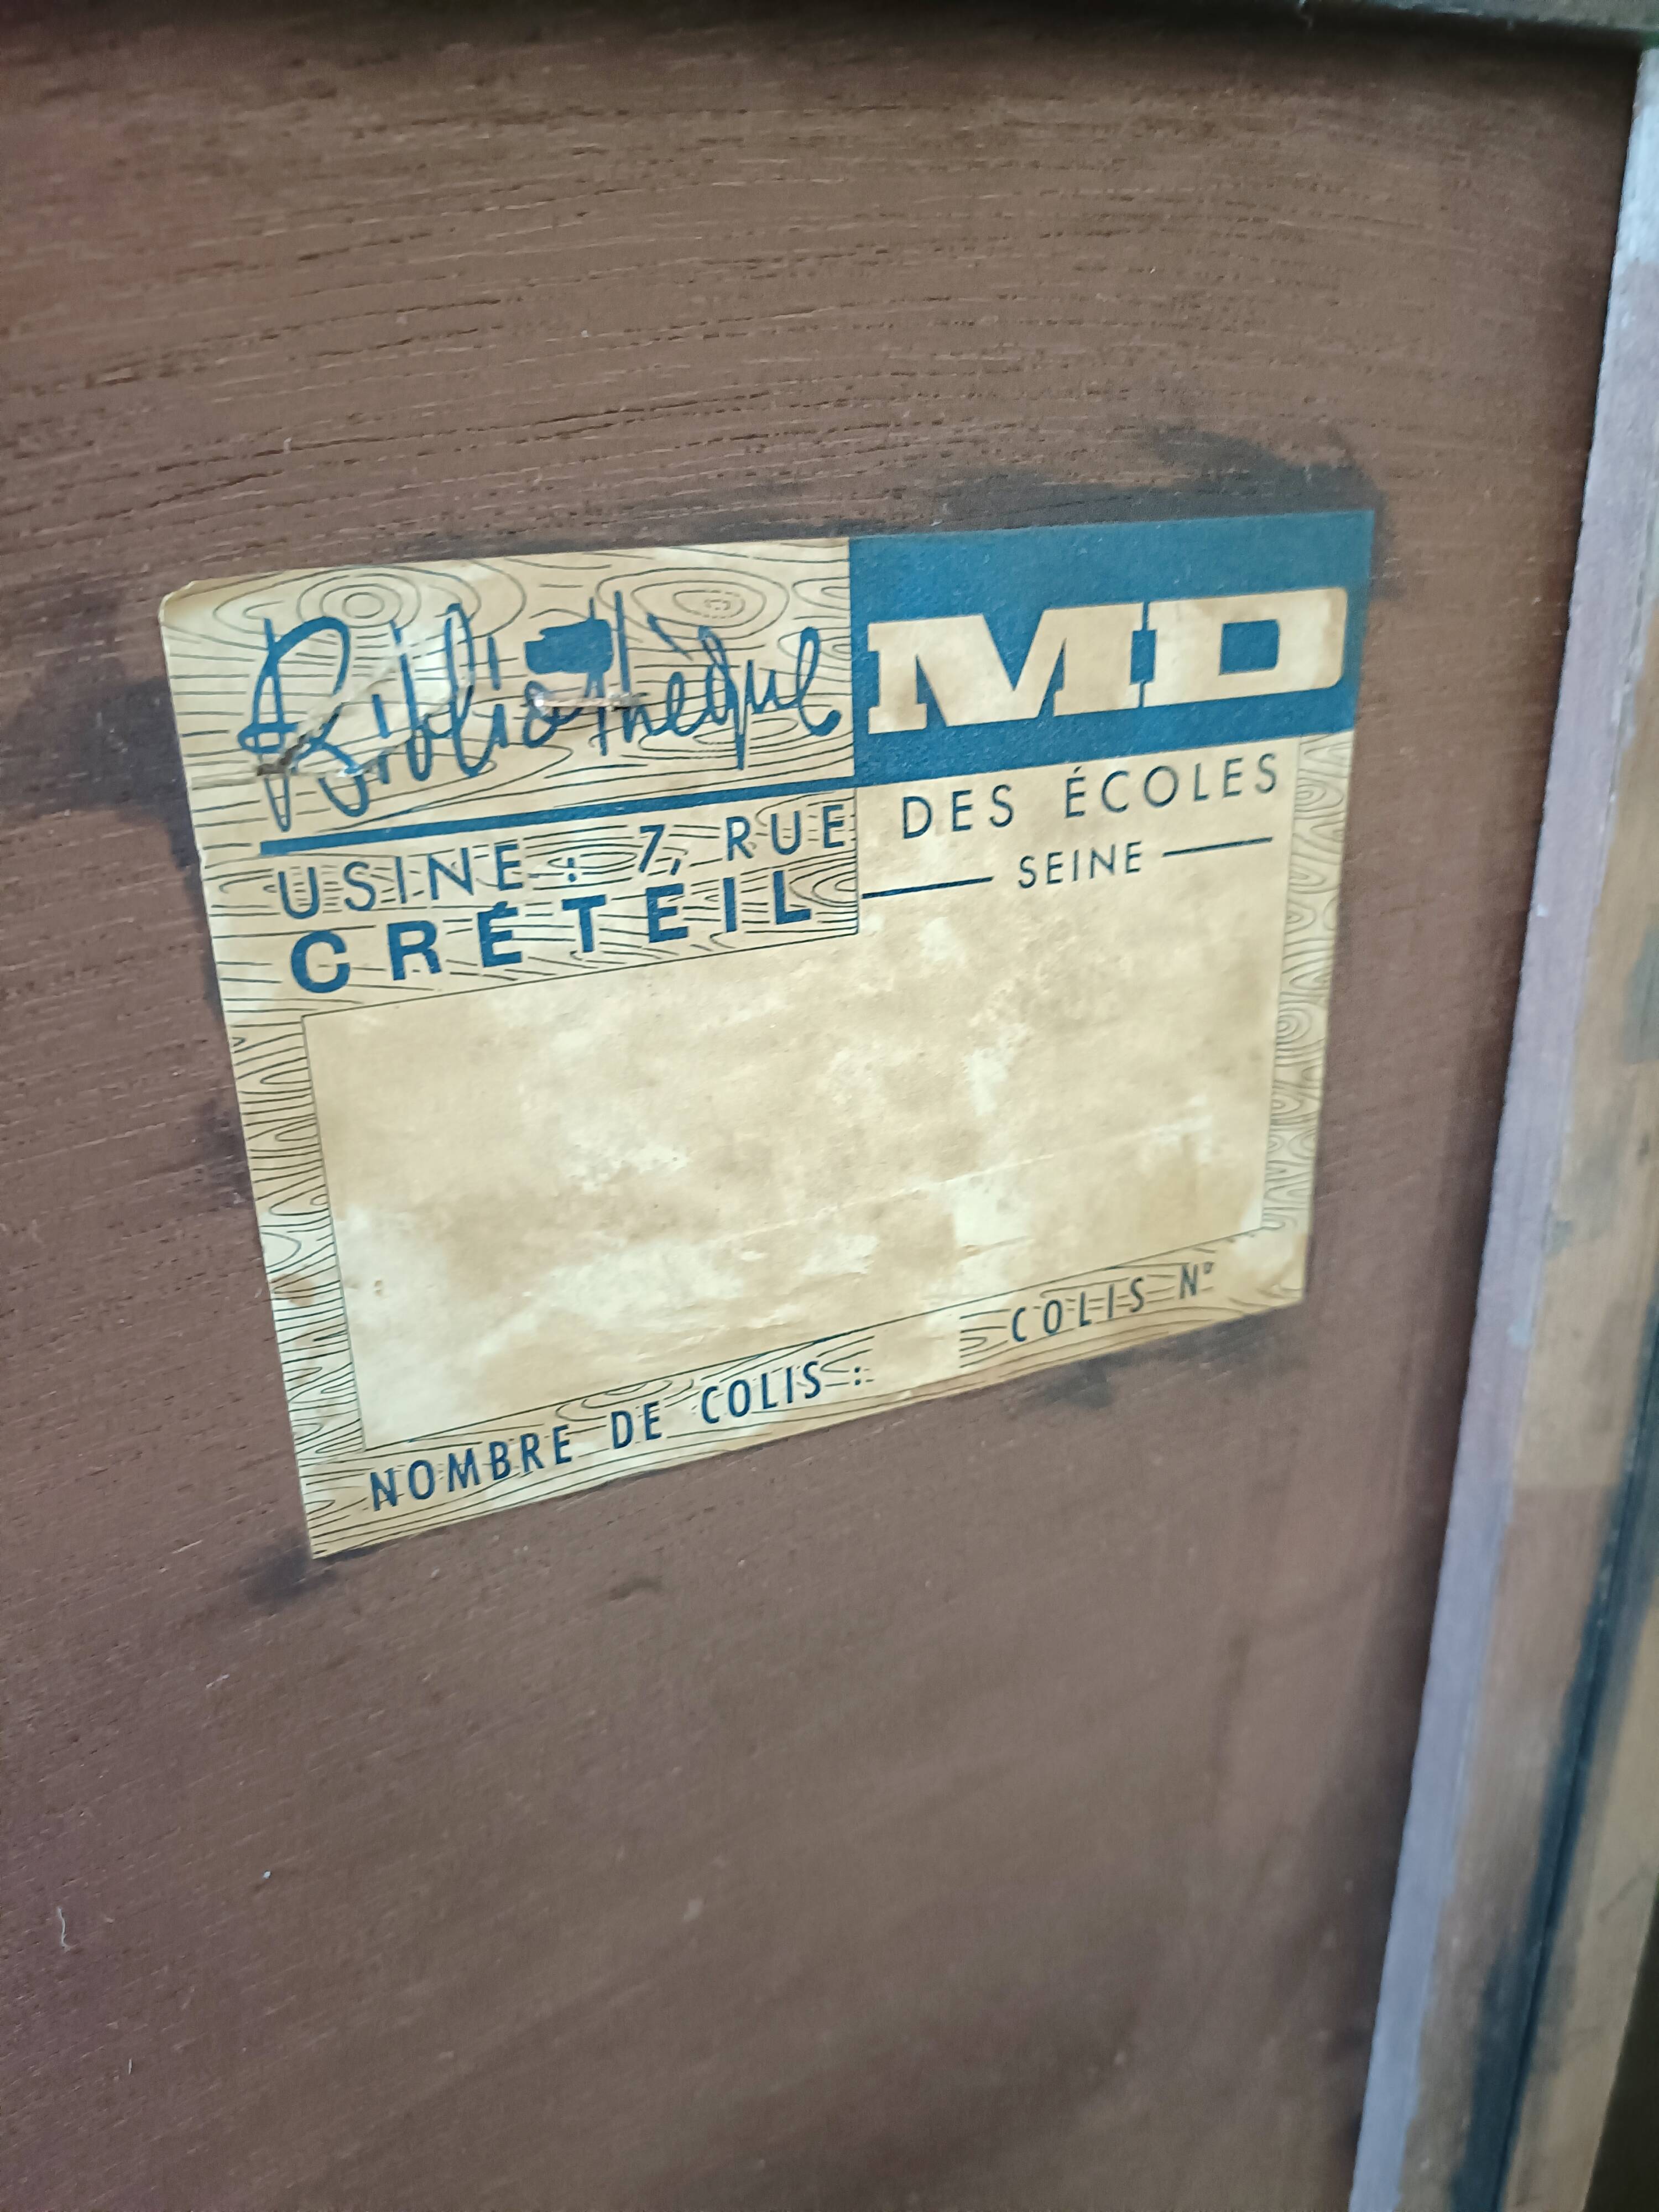 Bibliothèque MD
USINE : 7, RUE DES ÉCOLES
CRÉTEIL — SEINE —
NOMBRE DE COLIS : COLIS N°